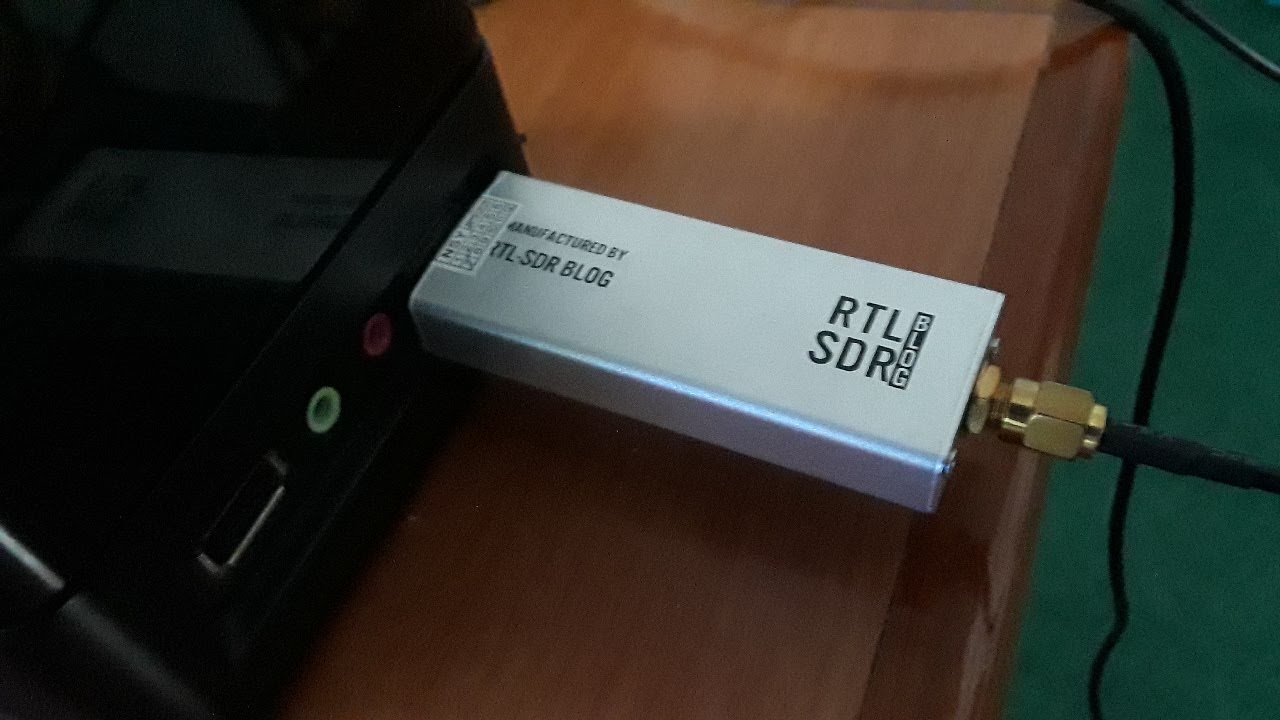 MANUFACTURED BY
RTL-SDR BLOG
RTL
SDR
BLOG